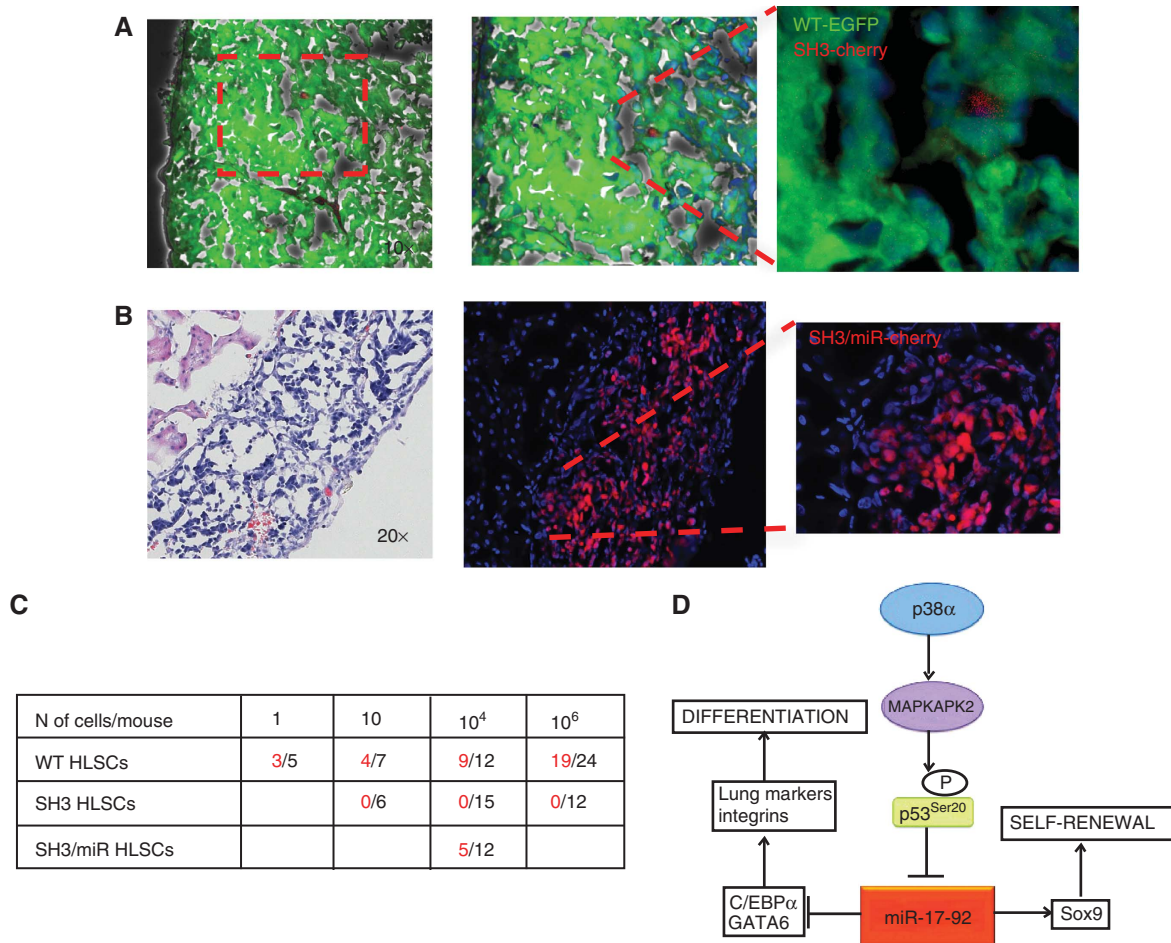 A
WT-EGFP
SH3-cherry
10×
B
SH3/miR-cherry
20×
C
N of cells/mouse 1 10 10⁴ 10⁶
WT HLSCs 3/5 4/7 9/12 19/24
SH3 HLSCs 0/6 0/15 0/12
SH3/miR HLSCs 5/12
D
p38α
MAPKAPK2
P
p53^Ser20
DIFFERENTIATION
Lung markers
integrins
SELF-RENEWAL
C/EBPα
GATA6
miR-17-92
Sox9